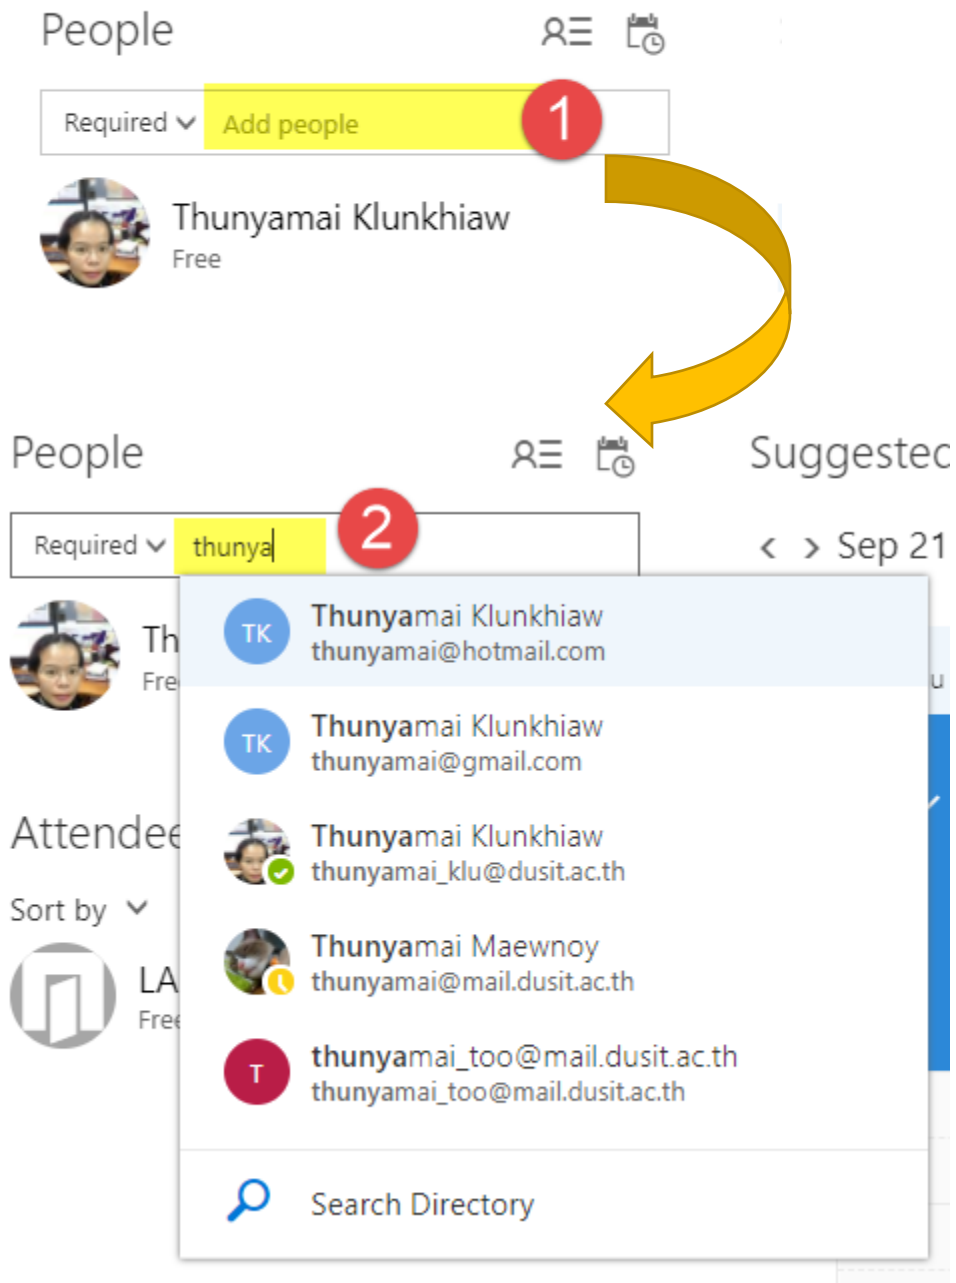 People
Required
Add people
1
Thunyamai Klunkhiaw
Free
People
Suggested
Required
thunya
2
< > Sep 21
Th
Fre
Thunyamai Klunkhiaw
thunyamai@hotmail.com
u
Thunyamai Klunkhiaw
thunyamai@gmail.com
Attendee
Thunyamai Klunkhiaw
thunyamai_klu@dusit.ac.th
Sort by
Thunyamai Maewnoy
thunyamai@mail.dusit.ac.th
LA
Free
thunyamai_too@mail.dusit.ac.th
thunyamai_too@mail.dusit.ac.th
TK
TK
T
Search Directory